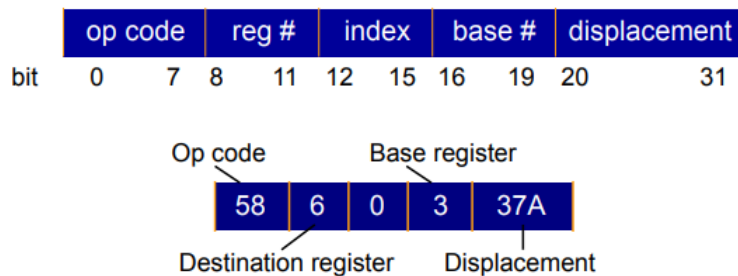 op code reg # index base # displacement
bit 0 7 8 11 12 15 16 19 20 31
Op code Base register
58 6 0 3 37A
Destination register Displacement